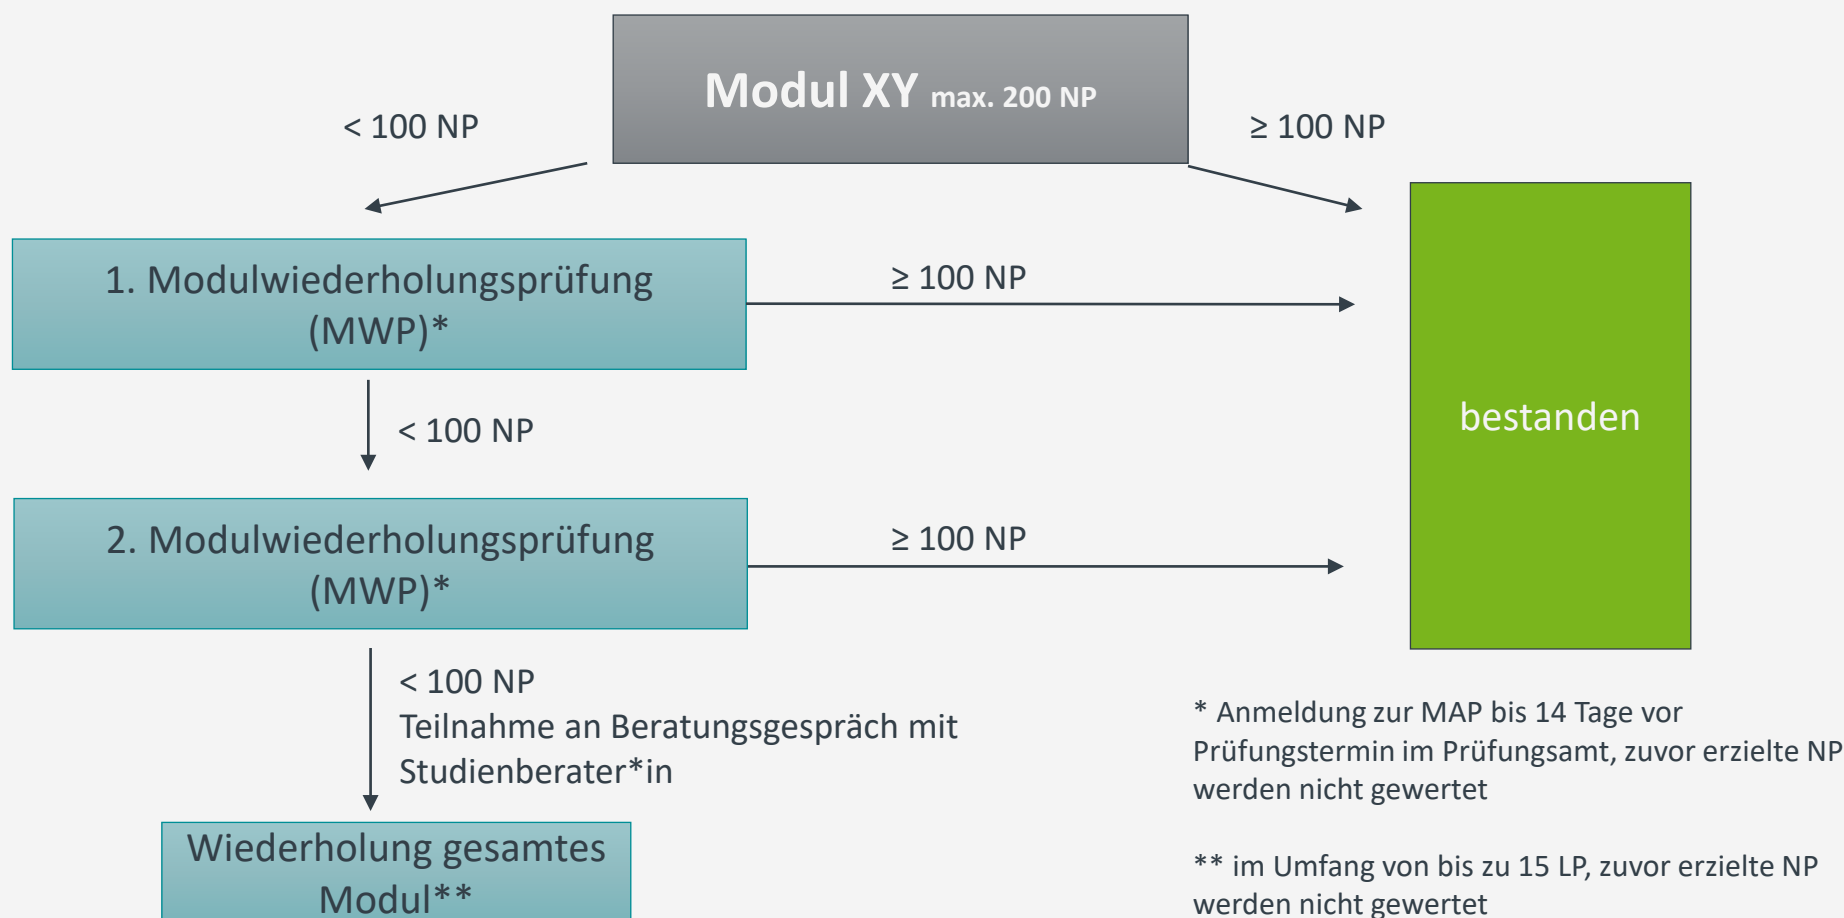 Modul XY max. 200 NP
< 100 NP
≥ 100 NP
1. Modulwiederholungsprüfung
(MWP)*
≥ 100 NP
bestanden
< 100 NP
2. Modulwiederholungsprüfung
(MWP)*
≥ 100 NP
< 100 NP
Teilnahme an Beratungsgespräch mit
Studienberater*in
Wiederholung gesamtes
Modul**
* Anmeldung zur MAP bis 14 Tage vor
Prüfungstermin im Prüfungsamt, zuvor erzielte NP
werden nicht gewertet
** im Umfang von bis zu 15 LP, zuvor erzielte NP
werden nicht gewertet